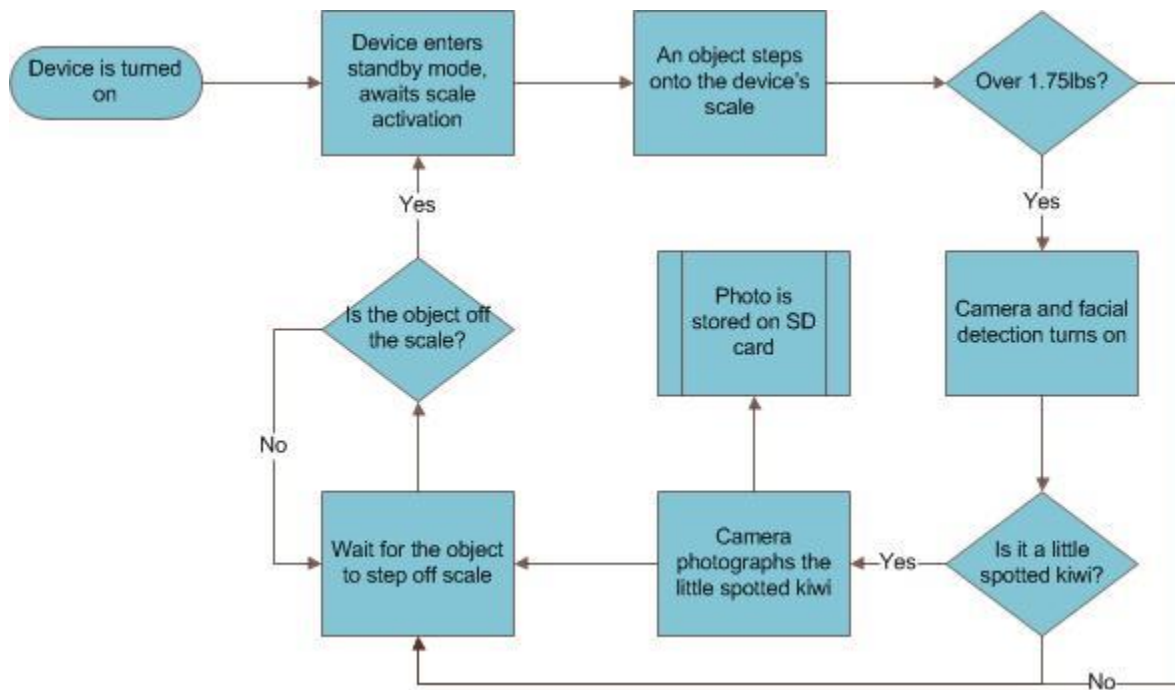 Device is turned
on
Device enters
standby mode,
awaits scale
activation
An object steps
onto the device's
scale
Over 1.75lbs?
Yes
Yes
Is the object off
the scale?
Photo is
stored on SD
card
Camera and facial
detection turns on
No
Wait for the object
to step off scale
Camera
photographs the
little spotted kiwi
Yes
Is it a little
spotted kiwi?
No